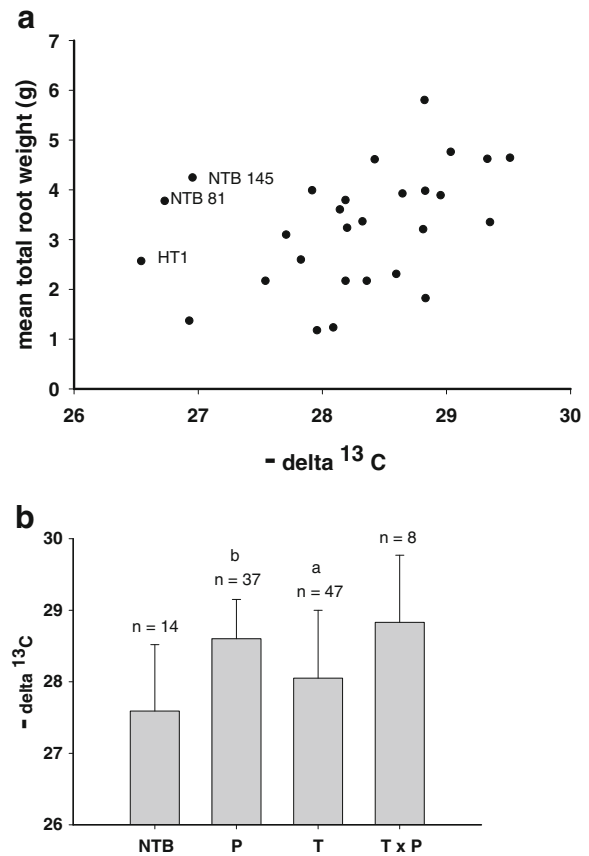 a
7
6
5
4
3
2
1
0
mean total root weight (g)
NTB 145
NTB 81
HT1
26 27 28 29 30
- delta 13 C
b
30
29
28
27
26
- delta 13C
n = 14
b
n = 37
a
n = 47
n = 8
NTB P T T x P